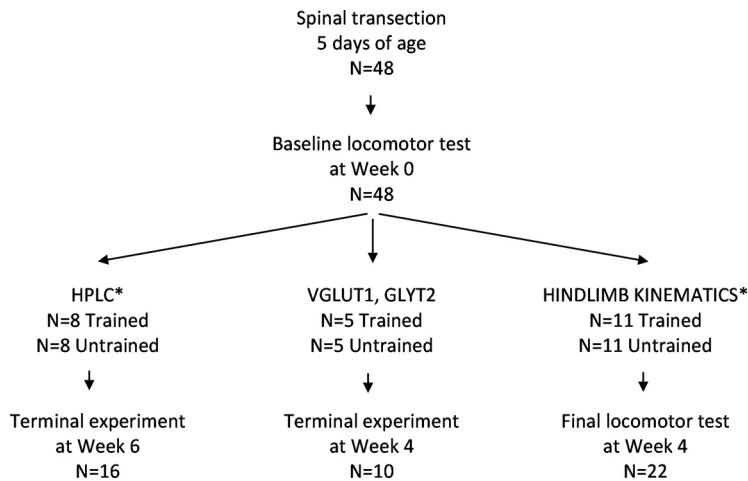 Spinal transection
5 days of age
N=48
Baseline locomotor test
at Week 0
N=48
HPLC*
N=8 Trained
N=8 Untrained
Terminal experiment
at Week 6
N=16
VGLUT1, GLYT2
N=5 Trained
N=5 Untrained
Terminal experiment
at Week 4
N=10
HINDLIMB KINEMATICS*
N=11 Trained
N=11 Untrained
Final locomotor test
at Week 4
N=22